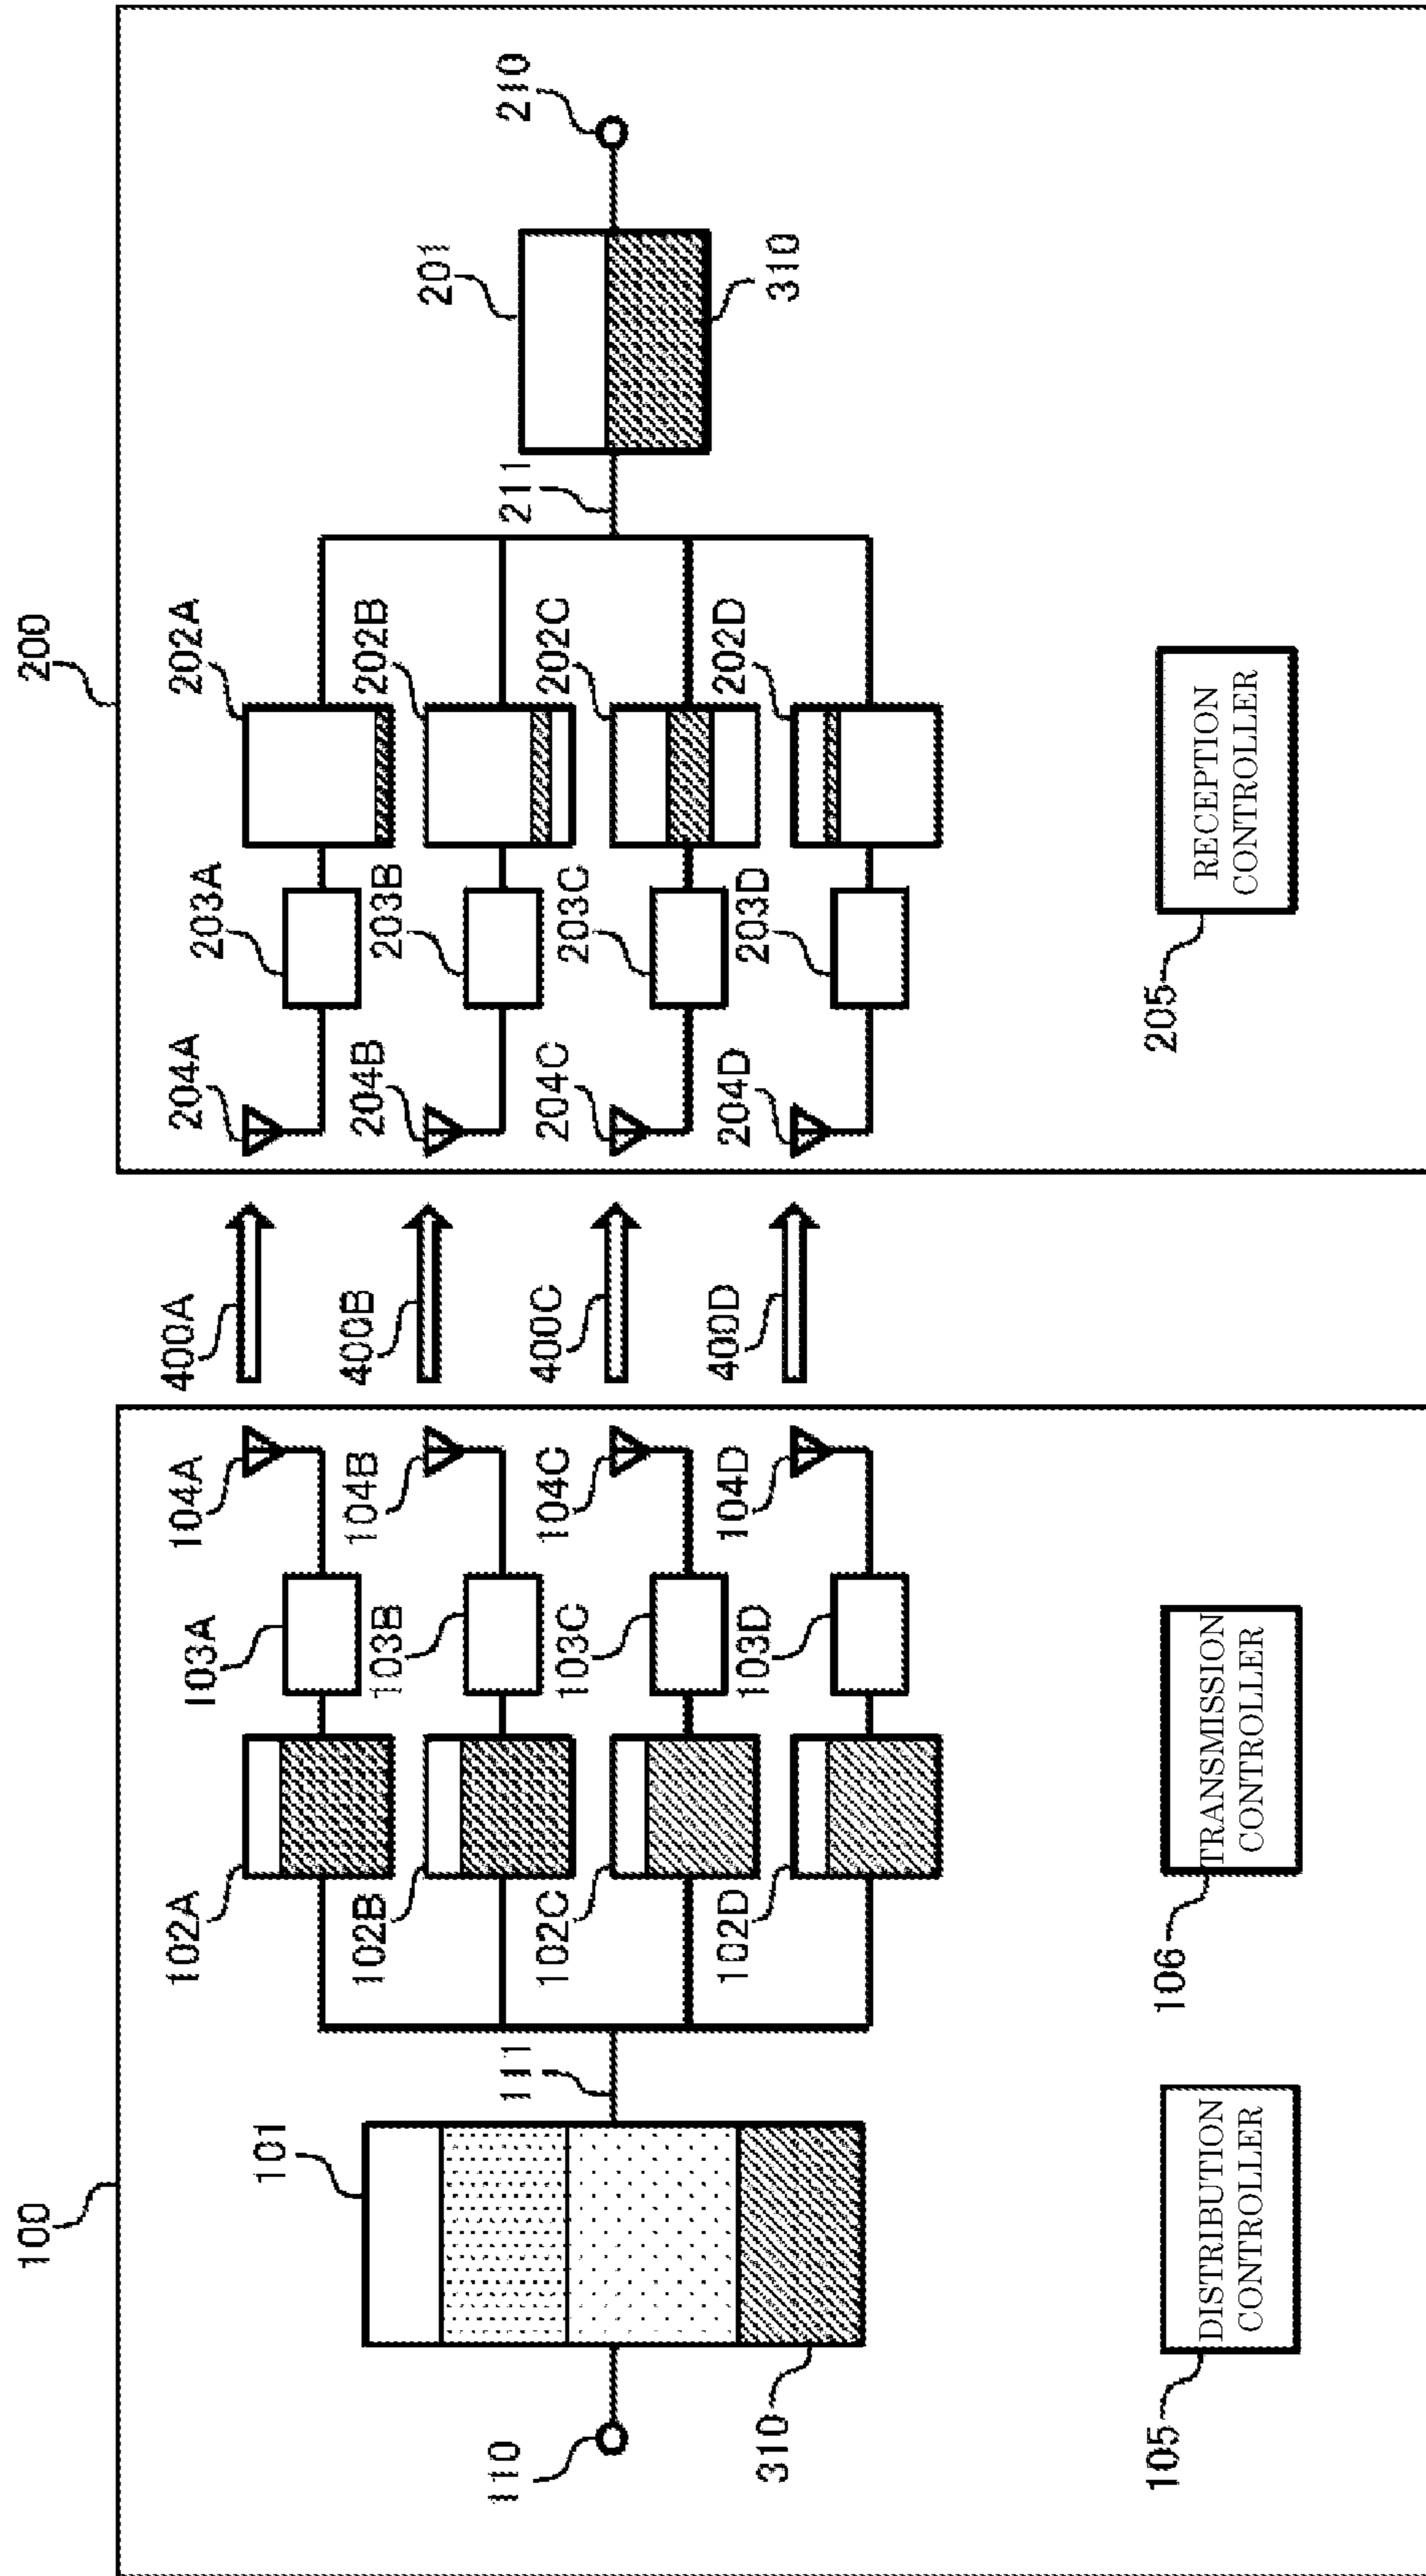 100
200
101
102A
103A
104A
400A
204A
203A
202A
201
102B
103B
104B
400B
204B
203B
202B
111
211
110
210
102C
103C
104C
400C
204C
203C
202C
310
310
102D
103D
104D
400D
204D
203D
202D
105
DISTRIBUTION
CONTROLLER
106
TRANSMISSION
CONTROLLER
205
RECEPTION
CONTROLLER